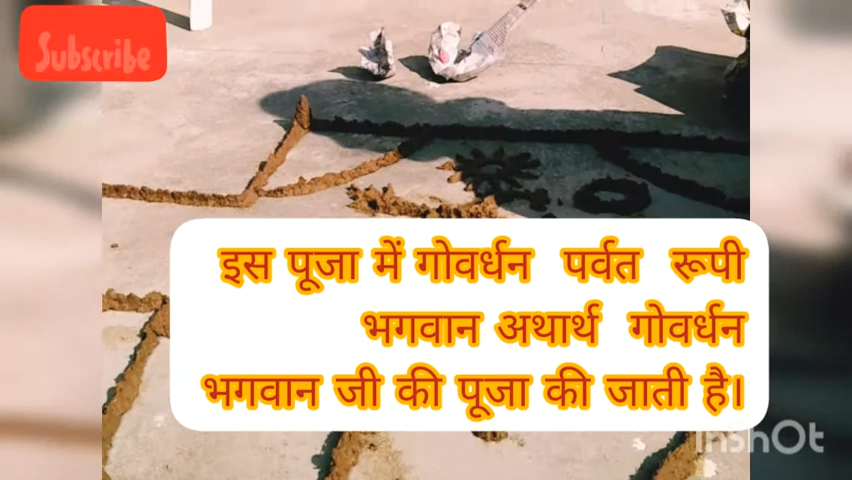 Subscribe
इस पूजा में गोवर्धन पर्वत रूपी
भगवान अथार्थ गोवर्धन
भगवान जी की पूजा की जाती है।
InShOt